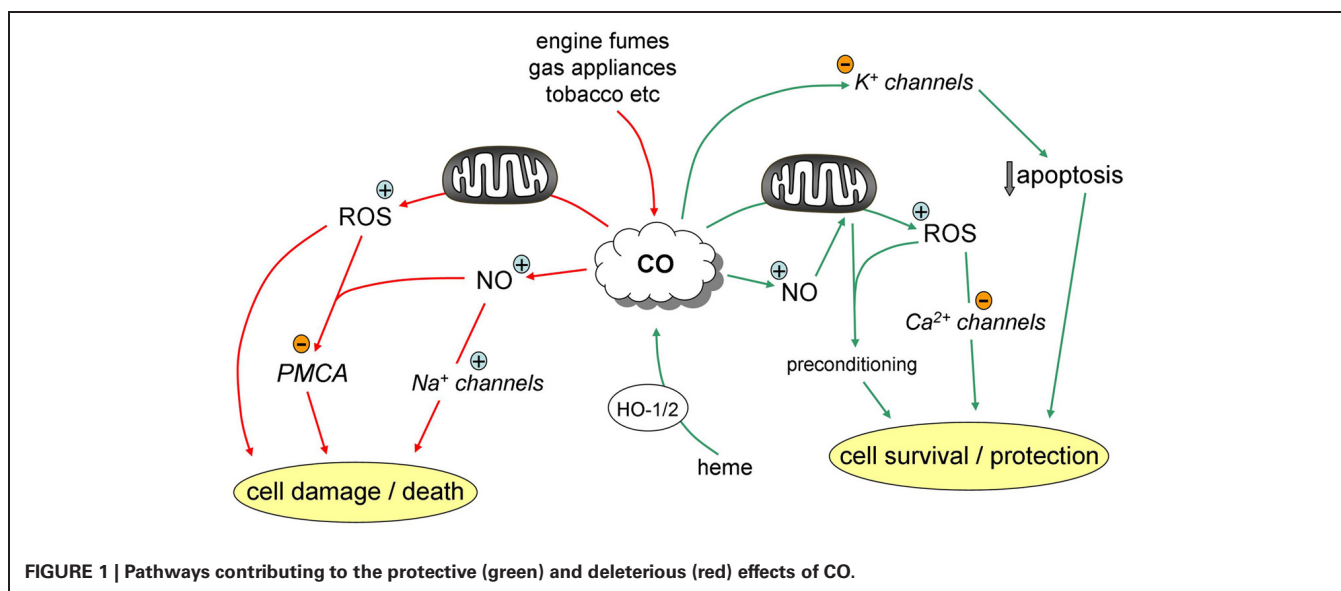 engine fumes
gas appliances
tobacco etc
−
K⁺ channels
apoptosis
+
ROS
+
ROS
CO
+
NO
+
NO
−
Ca²⁺ channels
−
PMCA
+
Na⁺ channels
preconditioning
HO-1/2
heme
cell survival / protection
cell damage / death
FIGURE 1 | Pathways contributing to the protective (green) and deleterious (red) effects of CO.